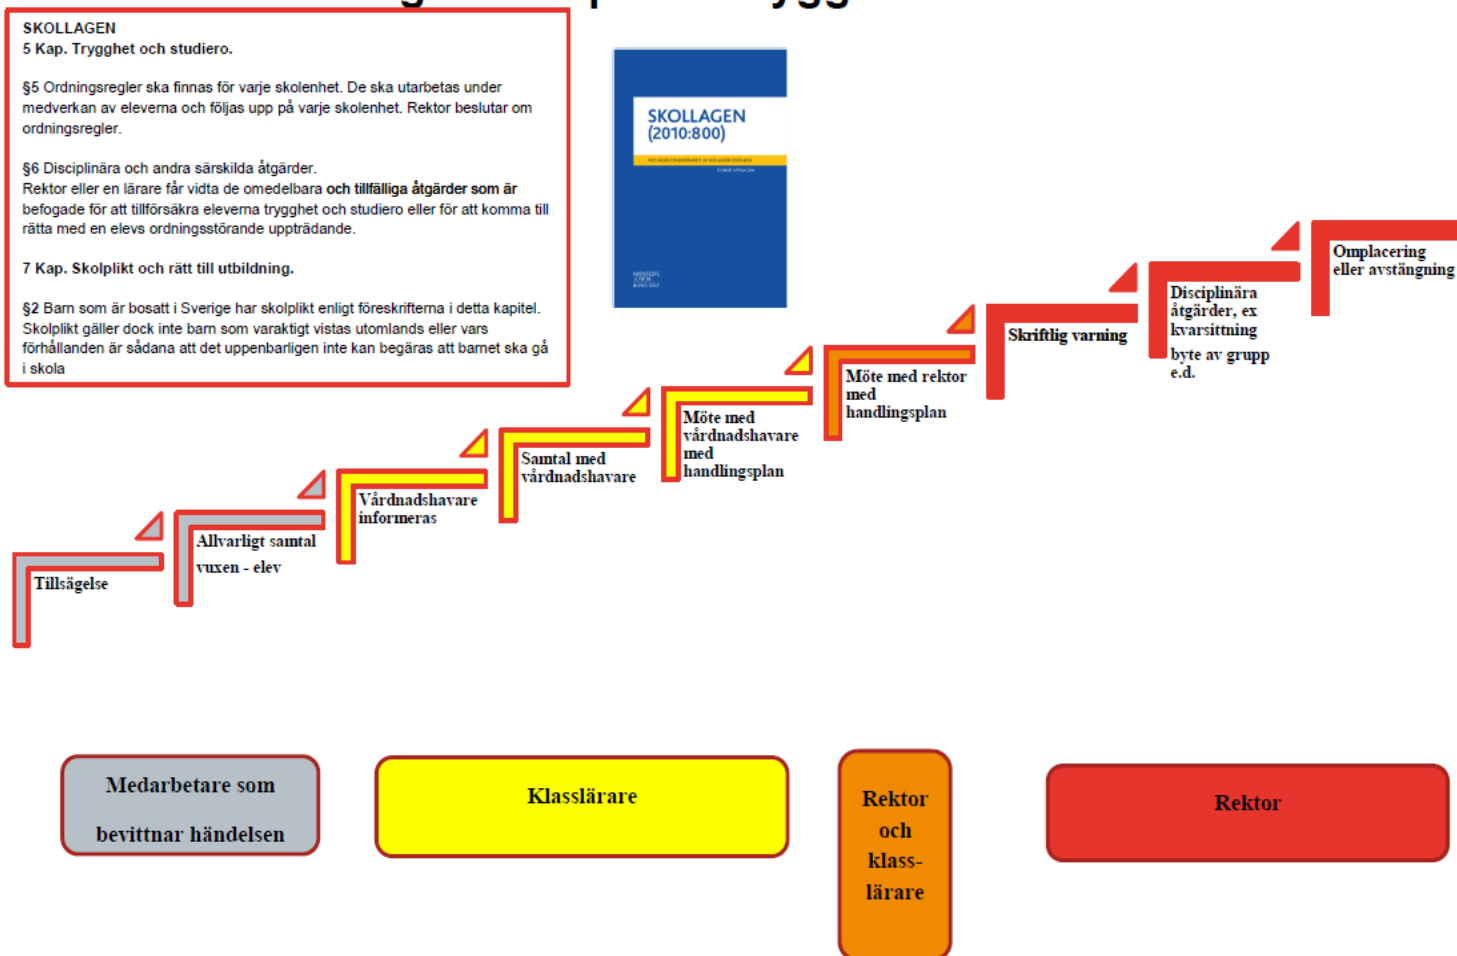 SKOLLAGEN
5 Kap. Trygghet och studiero.
§5 Ordningsregler ska finnas för varje skolenhet. De ska utarbetas under
medverkan av eleverna och följas upp på varje skolenhet. Rektor beslutar om
ordningsregler.
§6 Disciplinära och andra särskilda åtgärder.
Rektor eller en lärare får vidta de omedelbara och tillfälliga åtgärder som är
befogade för att tillförsäkra eleverna trygghet och studiero eller för att komma till
rätta med en elevs ordningsstörande uppträdande.
7 Kap. Skolplikt och rätt till utbildning.
§2 Barn som är bosatt i Sverige har skolplikt enligt föreskrifterna i detta kapitel.
Skolplikt gäller dock inte barn som varaktigt vistas utomlands eller vars
förhållanden är sådana att det uppenbarligen inte kan begäras att barnet ska gå
i skola
SKOLLAGEN
(2010:800)
Tillsägelse
Allvarligt samtal
vuxen - elev
Vårdnadshavare
informeras
Samtal med
vårdnadshavare
Möte med
vårdnadshavare
med
handlingsplan
Möte med rektor
med
handlingsplan
Skriftlig varning
Disciplinära
åtgärder, ex
kvarsittning
byte av grupp
e.d.
Omplacering
eller avstängning
Medarbetare som
bevittnar händelsen
Klasslärare
Rektor
och
klass-
lärare
Rektor